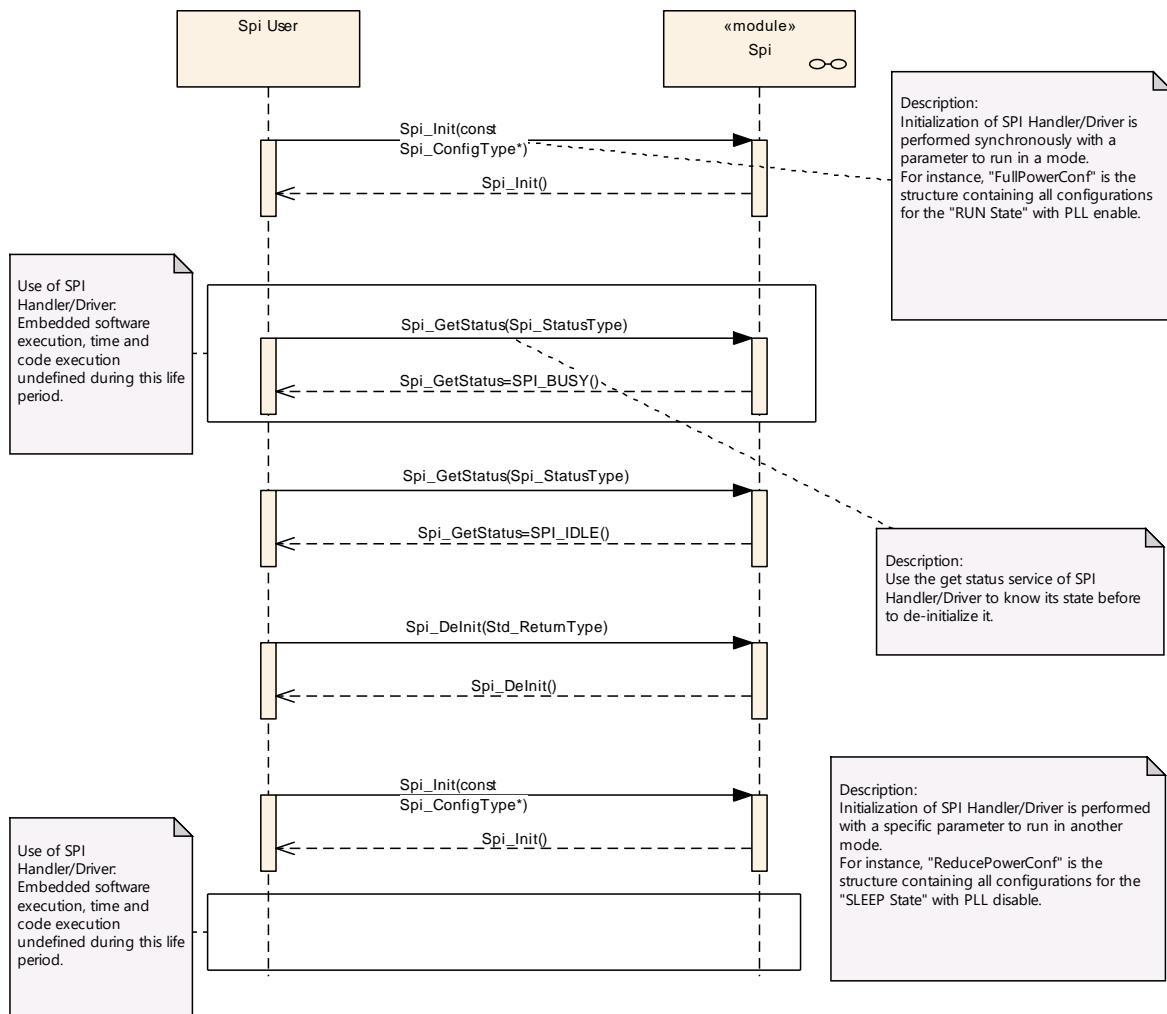 Spi User
«module»
Spi
Spi_Init(const
Spi_ConfigType*)
Spi_Init()
Description:
Initialization of SPI Handler/Driver is
performed synchronously with a
parameter to run in a mode.
For instance, "FullPowerConf" is the
structure containing all configurations
for the "RUN State" with PLL enable.
Use of SPI
Handler/Driver:
Embedded software
execution, time and
code execution
undefined during this life
period.
Spi_GetStatus(Spi_StatusType)
Spi_GetStatus=SPI_BUSY()
Spi_GetStatus(Spi_StatusType)
Spi_GetStatus=SPI_IDLE()
Description:
Use the get status service of SPI
Handler/Driver to know its state before
to de-initialize it.
Spi_DeInit(Std_ReturnType)
Spi_DeInit()
Spi_Init(const
Spi_ConfigType*)
Spi_Init()
Description:
Initialization of SPI Handler/Driver is performed
with a specific parameter to run in another
mode.
For instance, "ReducePowerConf" is the
structure containing all configurations for the
"SLEEP State" with PLL disable.
Use of SPI
Handler/Driver:
Embedded software
execution, time and
code execution
undefined during this life
period.